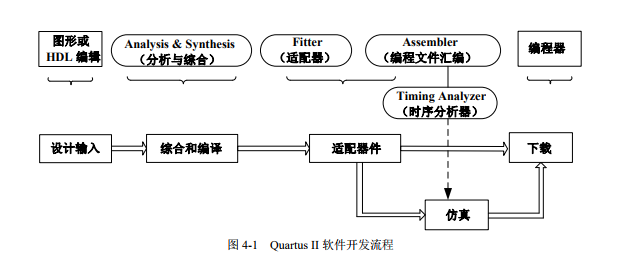 图形或
HDL 编辑
Analysis & Synthesis
（分析与综合）
Fitter
（适配器）
Assembler
（编程文件汇编）
编程器
Timing Analyzer
（时序分析器）
设计输入
综合和编译
适配器件
下载
仿真
图 4-1 Quartus II 软件开发流程